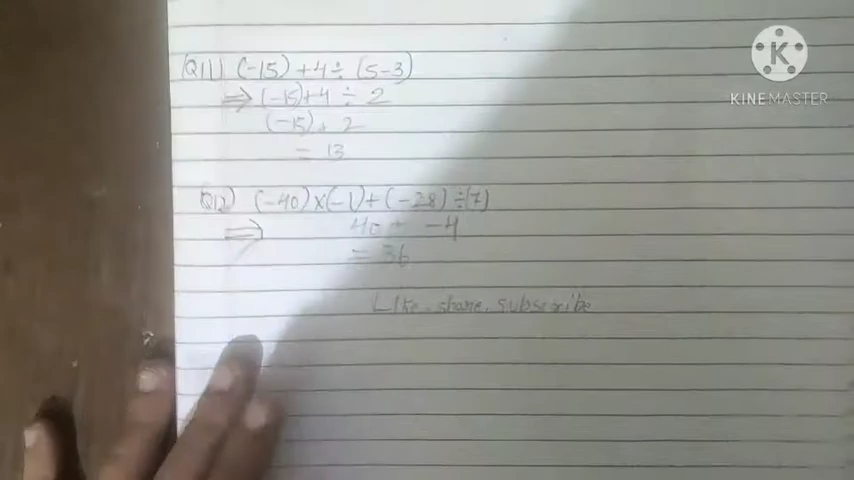 Q11) (-15) +4 ÷ (5-3)
⇒ (-15)+4 ÷ 2
(-15) + 2
= 13
Q12) (-40)×(-1)+(-28)÷(7)
⇒ 40 + -4
= 36
Like. share. subscribe
KINEMASTER